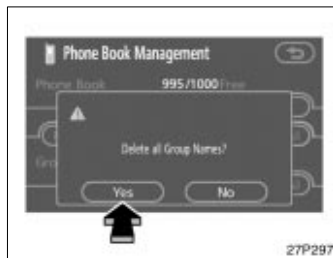 Phone Book Management
Phone Book 995/1000 Free
Delete all Group Names?
Yes No
27P297